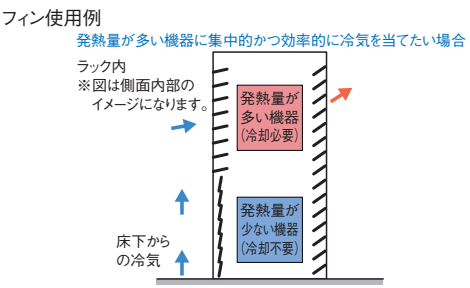 フィン使用例
発熱量が多い機器に集中的かつ効率的に冷気を当てたい場合
ラック内
※図は側面内部の
イメージになります。
発熱量が
多い機器
(冷却必要)
発熱量が
少ない機器
(冷却不要)
床下から
の冷気